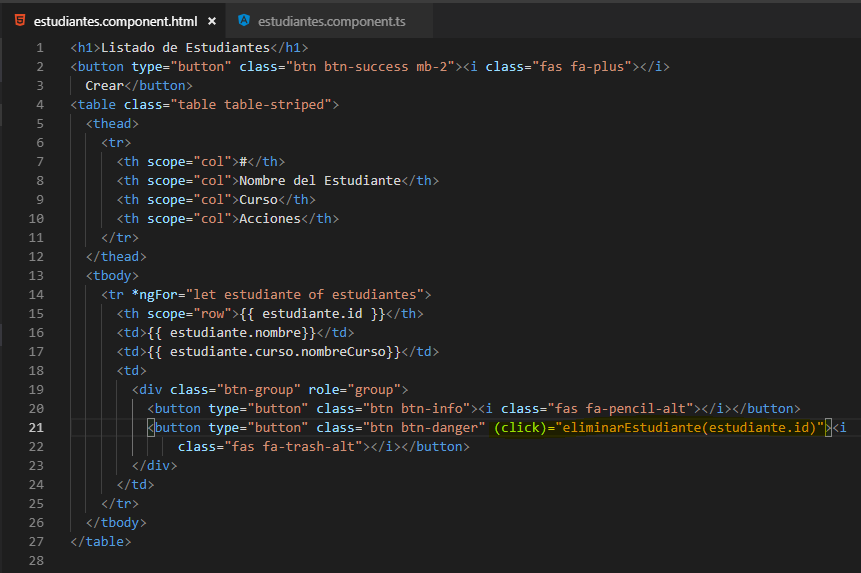 estudiantes.component.html × estudiantes.component.ts
1 <h1>Listado de Estudiantes</h1>
2 <button type="button" class="btn btn-success mb-2"><i class="fas fa-plus"></i>
3   Crear</button>
4 <table class="table table-striped">
5   <thead>
6     <tr>
7       <th scope="col">#</th>
8       <th scope="col">Nombre del Estudiante</th>
9       <th scope="col">Curso</th>
10       <th scope="col">Acciones</th>
11     </tr>
12   </thead>
13   <tbody>
14     <tr *ngFor="let estudiante of estudiantes">
15       <th scope="row">{{ estudiante.id }}</th>
16       <td>{{ estudiante.nombre}}</td>
17       <td>{{ estudiante.curso.nombreCurso}}</td>
18       <td>
19         <div class="btn-group" role="group">
20           <button type="button" class="btn btn-info"><i class="fas fa-pencil-alt"></i></button>
21           <button type="button" class="btn btn-danger" (click)="eliminarEstudiante(estudiante.id)"><i
22               class="fas fa-trash-alt"></i></button>
23         </div>
24       </td>
25     </tr>
26   </tbody>
27 </table>
28